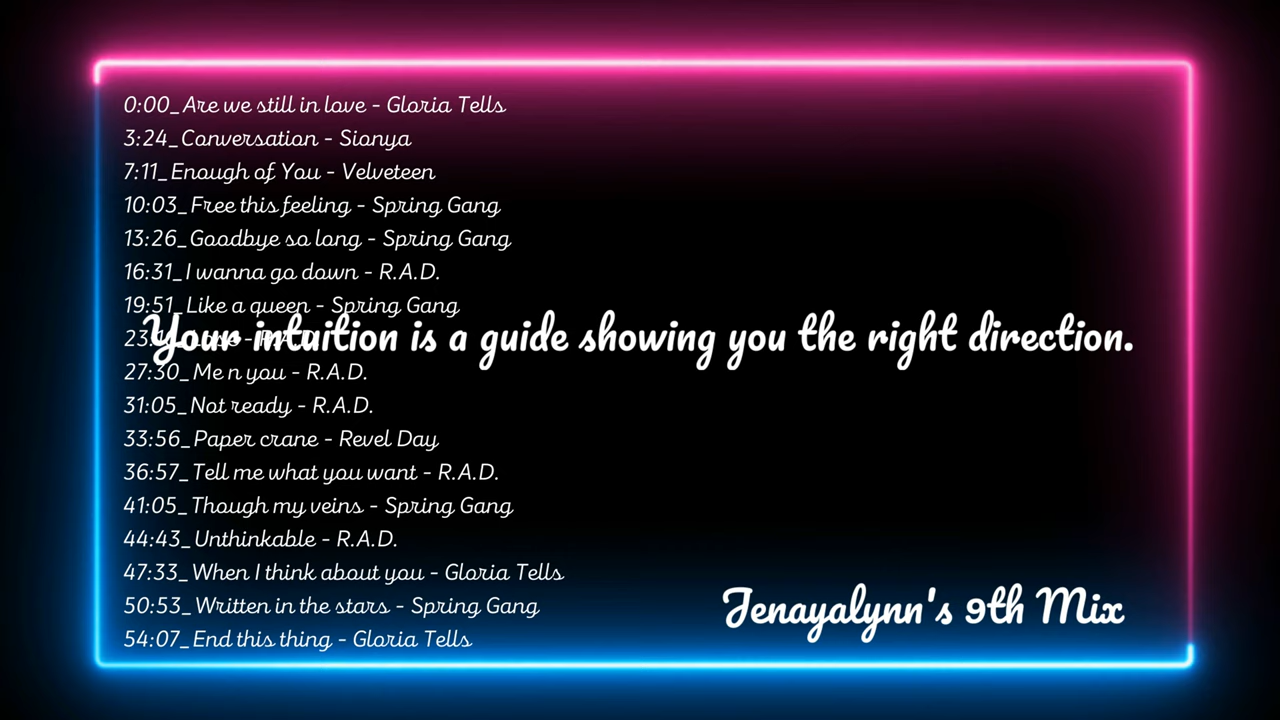 0:00_Are we still in love - Gloria Tells
3:24_Conversation - Sionya
7:11_Enough of You - Velveteen
10:03_Free this feeling - Spring Gang
13:26_Goodbye so long - Spring Gang
16:31_I wanna go down - R.A.D.
19:51_Like a queen - Spring Gang
Your intuition is a guide showing you the right direction.
27:30_Me n you - R.A.D.
31:05_Not ready - R.A.D.
33:56_Paper crane - Revel Day
36:57_Tell me what you want - R.A.D.
41:05_Though my veins - Spring Gang
44:43_Unthinkable - R.A.D.
47:33_When I think about you - Gloria Tells
50:53_Written in the stars - Spring Gang
54:07_End this thing - Gloria Tells
Jenayalynn's 9th Mix